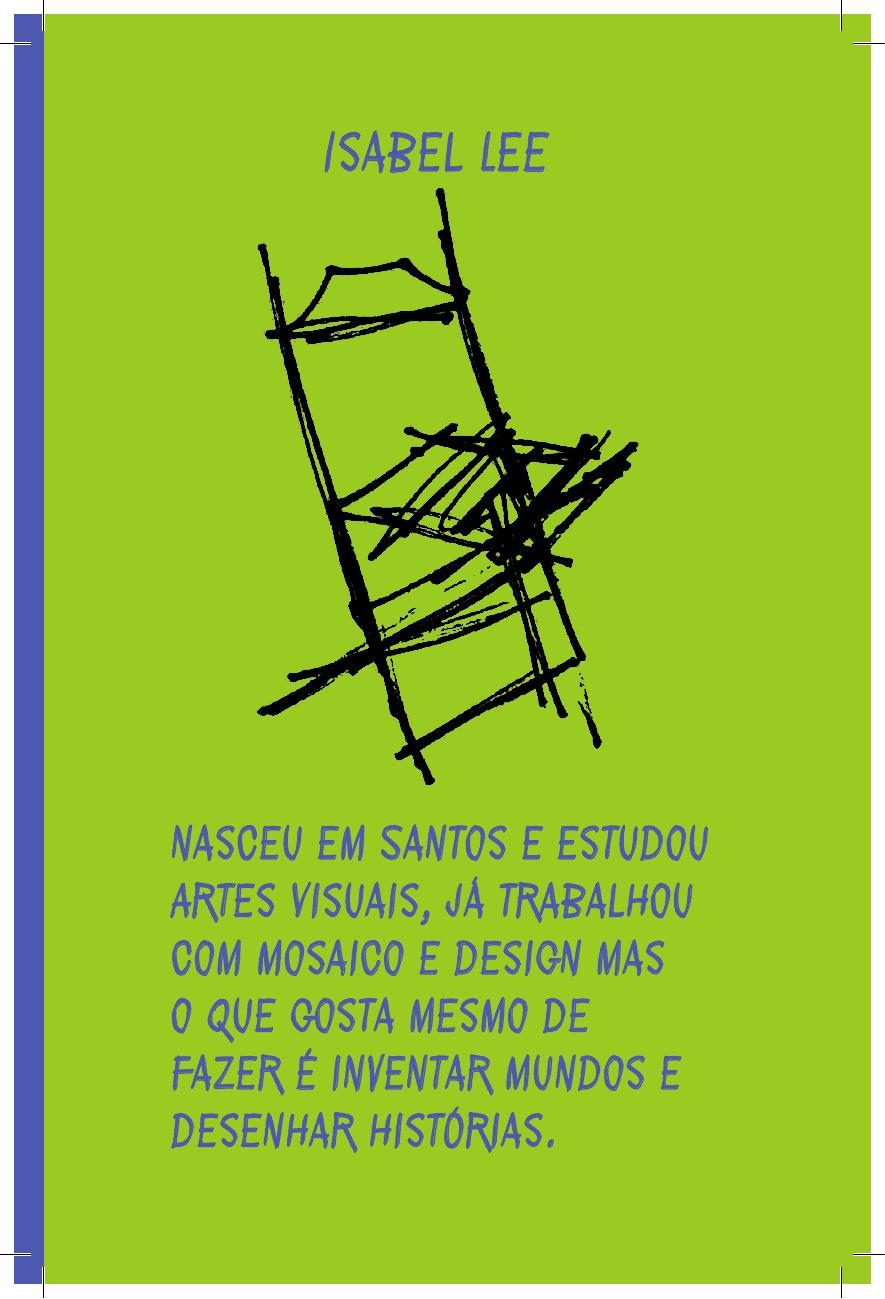 ISABEL LEE
NASCEU EM SANTOS E ESTUDOU
ARTES VISUAIS, JÁ TRABALHOU
COM MOSAICO E DESIGN MAS
O QUE GOSTA MESMO DE
FAZER É INVENTAR MUNDOS E
DESENHAR HISTÓRIAS.